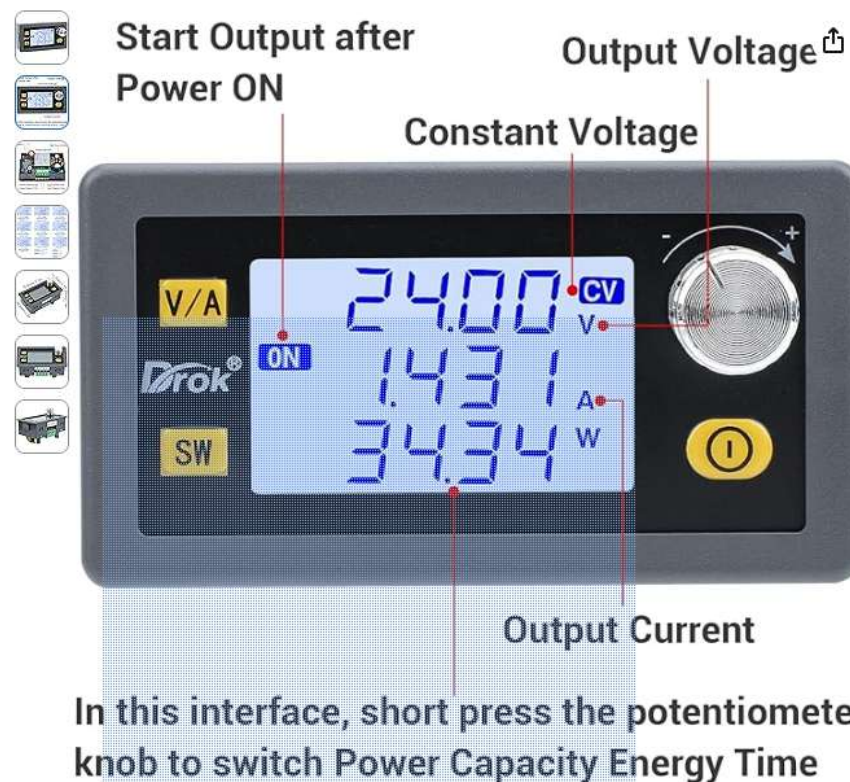 Start Output after
Power ON
Output Voltage
Constant Voltage
- +
V/A
24.00 CV
V
Drok®
ON
1.431
A
SW
34.34 W
Output Current
In this interface, short press the potentiomete
knob to switch Power Capacity Energy Time